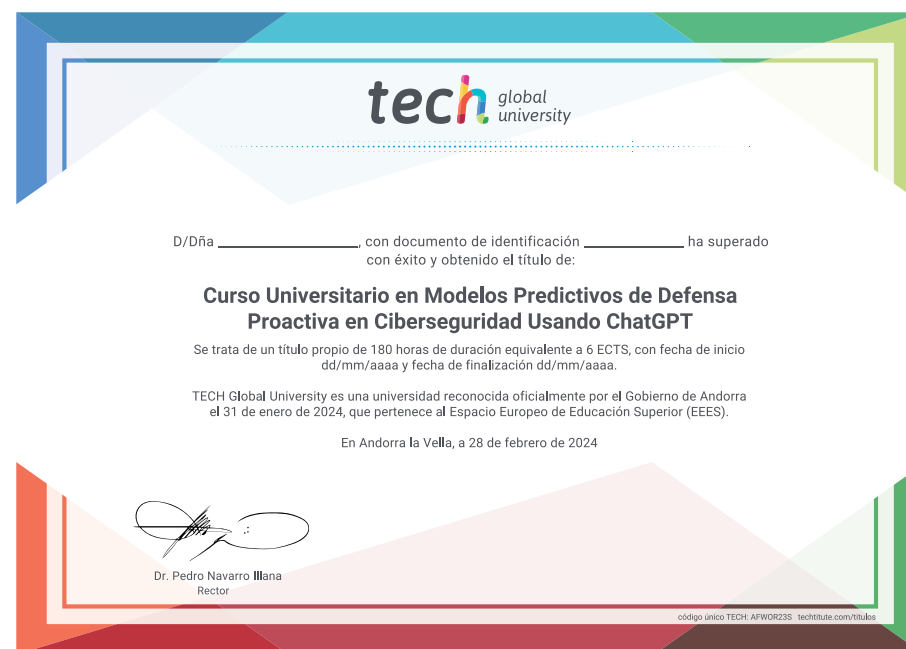 tech global university
D/Dña ____________________, con documento de identificación ______________ ha superado
con éxito y obtenido el título de:
Curso Universitario en Modelos Predictivos de Defensa
Proactiva en Ciberseguridad Usando ChatGPT
Se trata de un título propio de 180 horas de duración equivalente a 6 ECTS, con fecha de inicio
dd/mm/aaaa y fecha de finalización dd/mm/aaaa.
TECH Global University es una universidad reconocida oficialmente por el Gobierno de Andorra
el 31 de enero de 2024, que pertenece al Espacio Europeo de Educación Superior (EEES).
En Andorra la Vella, a 28 de febrero de 2024
Dr. Pedro Navarro Illana
Rector
código único TECH: AFWOR23S techtitute.com/titulos